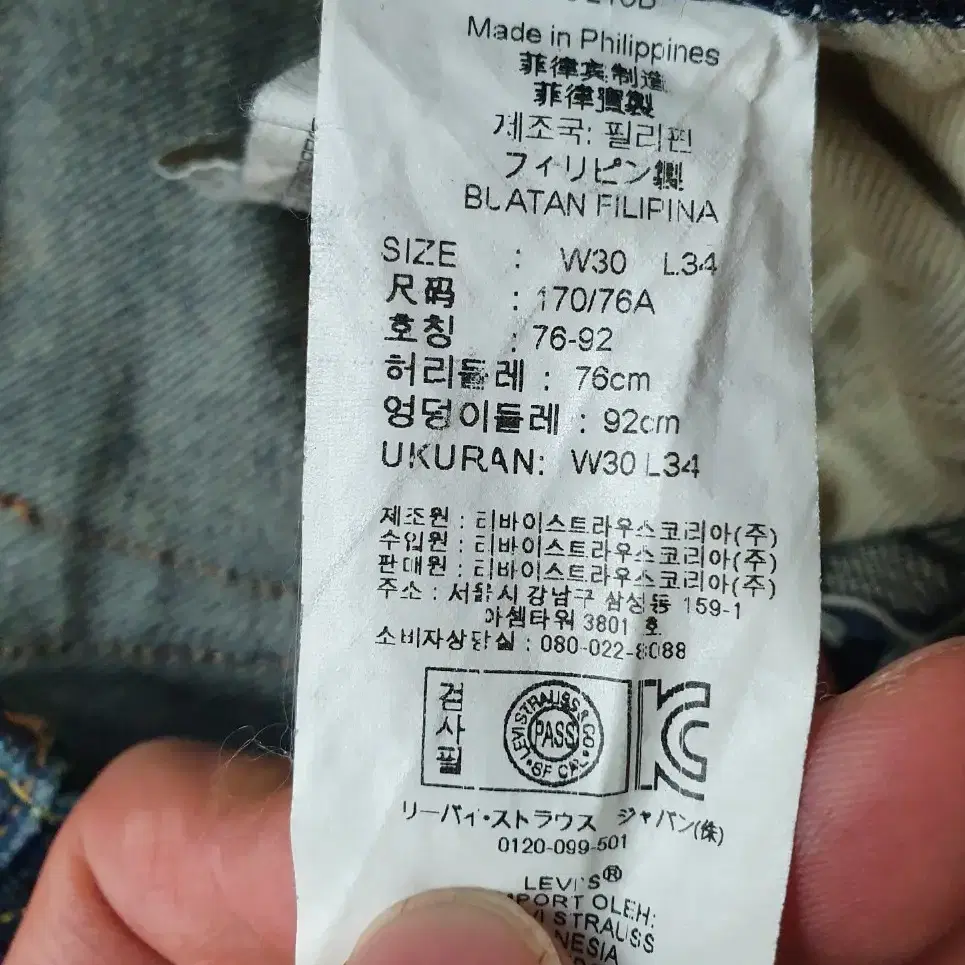 Made in Philippines
菲律宾制造
菲律賓製
제조국: 필리핀
フィリピン製
BUATAN FILIPINA
SIZE : W30 L34
尺码 : 170/76A
호칭 : 76-92
허리둘레 : 76cm
엉덩이둘레 : 92cm
UKURAN: W30 L34
제조원 : 리바이스트라우스코리아(주)
수입원 : 리바이스트라우스코리아(주)
판매원 : 리바이스트라우스코리아(주)
주소 : 서울시 강남구 삼성동 159-1
아셈타워 3801 호
소비자상담실 : 080-022-8088
검사필
LEVI STRAUSS & CO.
PASS
SF CAL
リーバイ・ストラウス ジャパン(株)
0120-099-501
LEVI'S®
OLEH:
STRAUSS